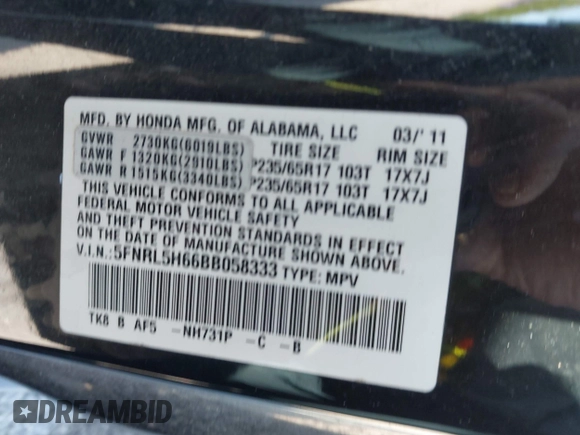 MFD. BY HONDA MFG. OF ALABAMA, LLC 03/'11
GVWR 2730KG(6019LBS) TIRE SIZE RIM SIZE
GAWR F 1320KG(2910LBS) P235/65R17 103T 17X7J
GAWR R 1515KG(3340LBS) P235/65R17 103T 17X7J
THIS VEHICLE CONFORMS TO ALL APPLICABLE
FEDERAL MOTOR VEHICLE SAFETY
AND THEFT PREVENTION STANDARDS IN EFFECT
ON THE DATE OF MANUFACTURE SHOWN ABOVE.
V.I.N.: 5FNRL5H66BB058333 TYPE: MPV
TK8 B AF5 -NH731P -C -B
DREAMBID